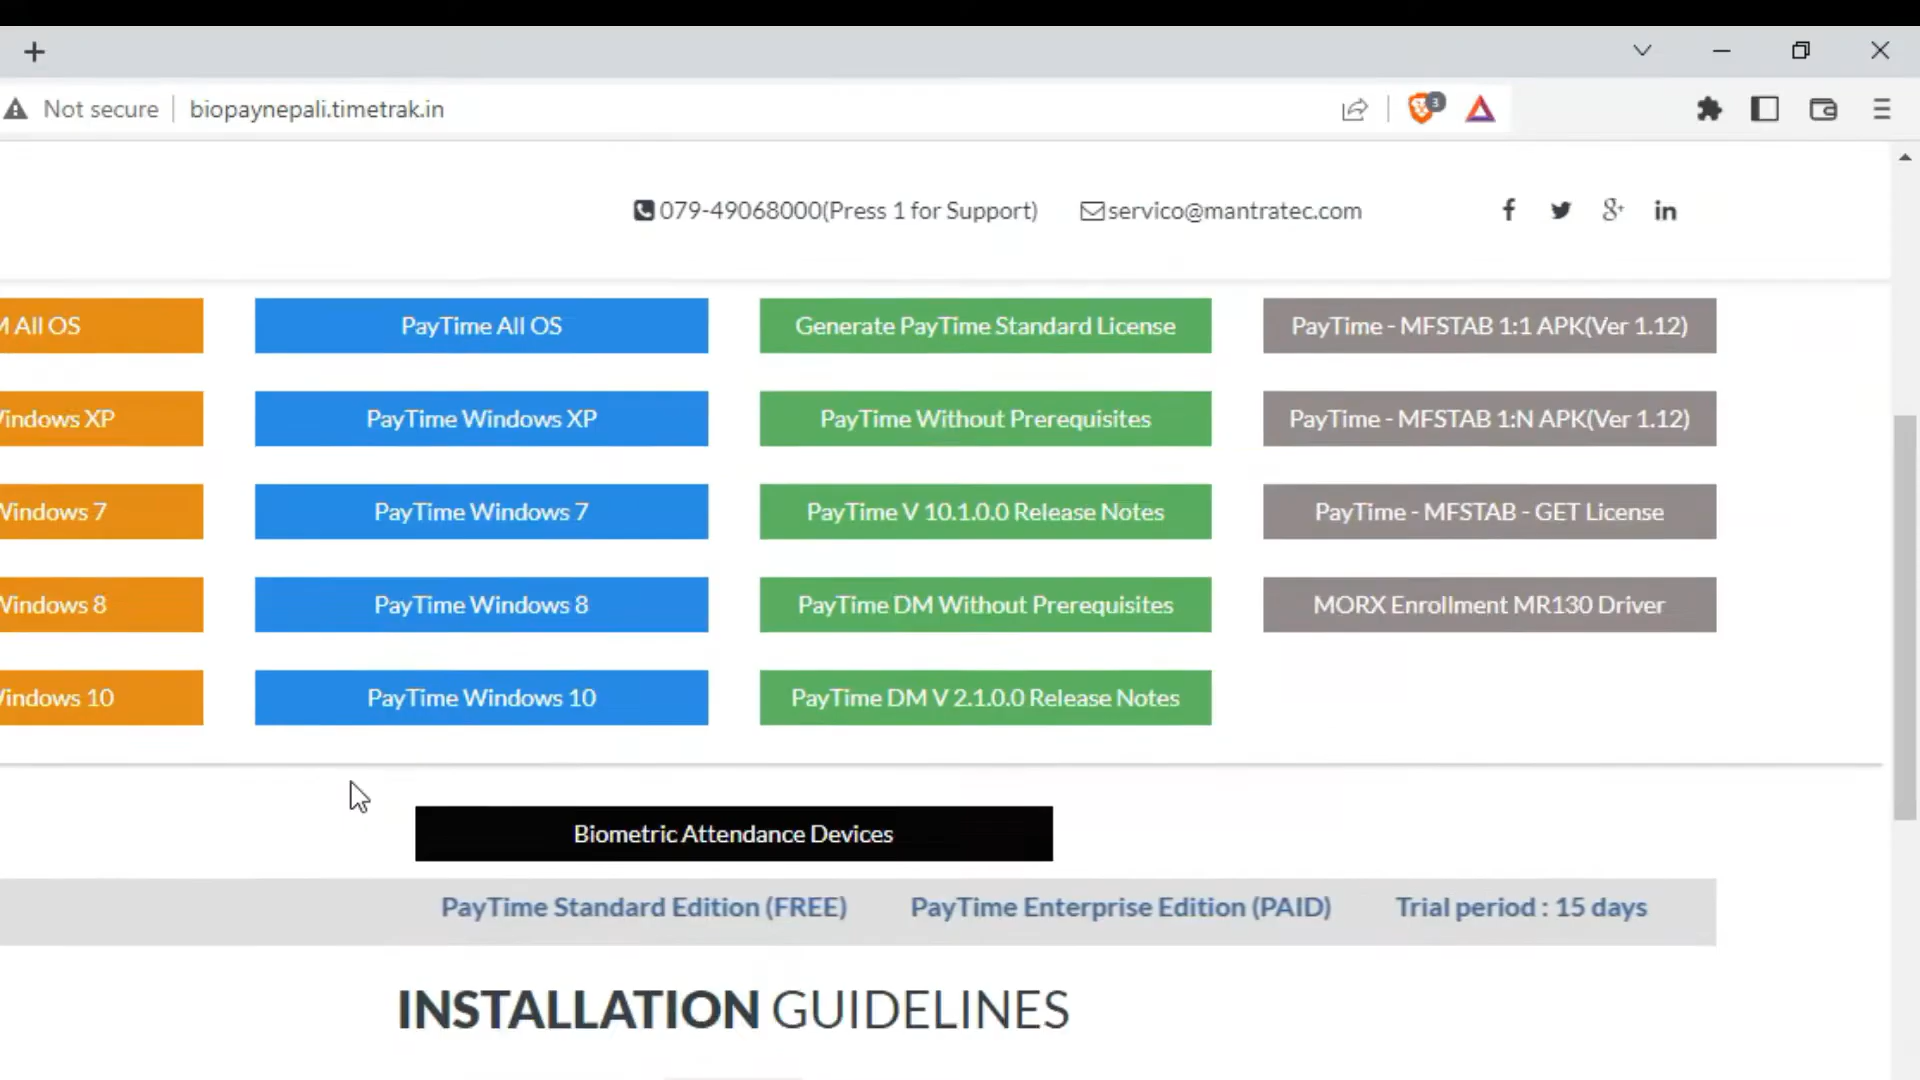 Not secure
biopaynepali.timetrak.in
3
079-49068000(Press 1 for Support)
servico@mantratec.com
All OS
PayTime All OS
Generate PayTime Standard License
PayTime - MFSTAB 1:1 APK(Ver 1.12)
Windows XP
PayTime Windows XP
PayTime Without Prerequisites
PayTime - MFSTAB 1:N APK(Ver 1.12)
Windows 7
PayTime Windows 7
PayTime V 10.1.0.0 Release Notes
PayTime - MFSTAB - GET License
Windows 8
PayTime Windows 8
PayTime DM Without Prerequisites
MORX Enrollment MR130 Driver
Windows 10
PayTime Windows 10
PayTime DM V 2.1.0.0 Release Notes
Biometric Attendance Devices
PayTime Standard Edition (FREE)
PayTime Enterprise Edition (PAID)
Trial period : 15 days
INSTALLATION GUIDELINES